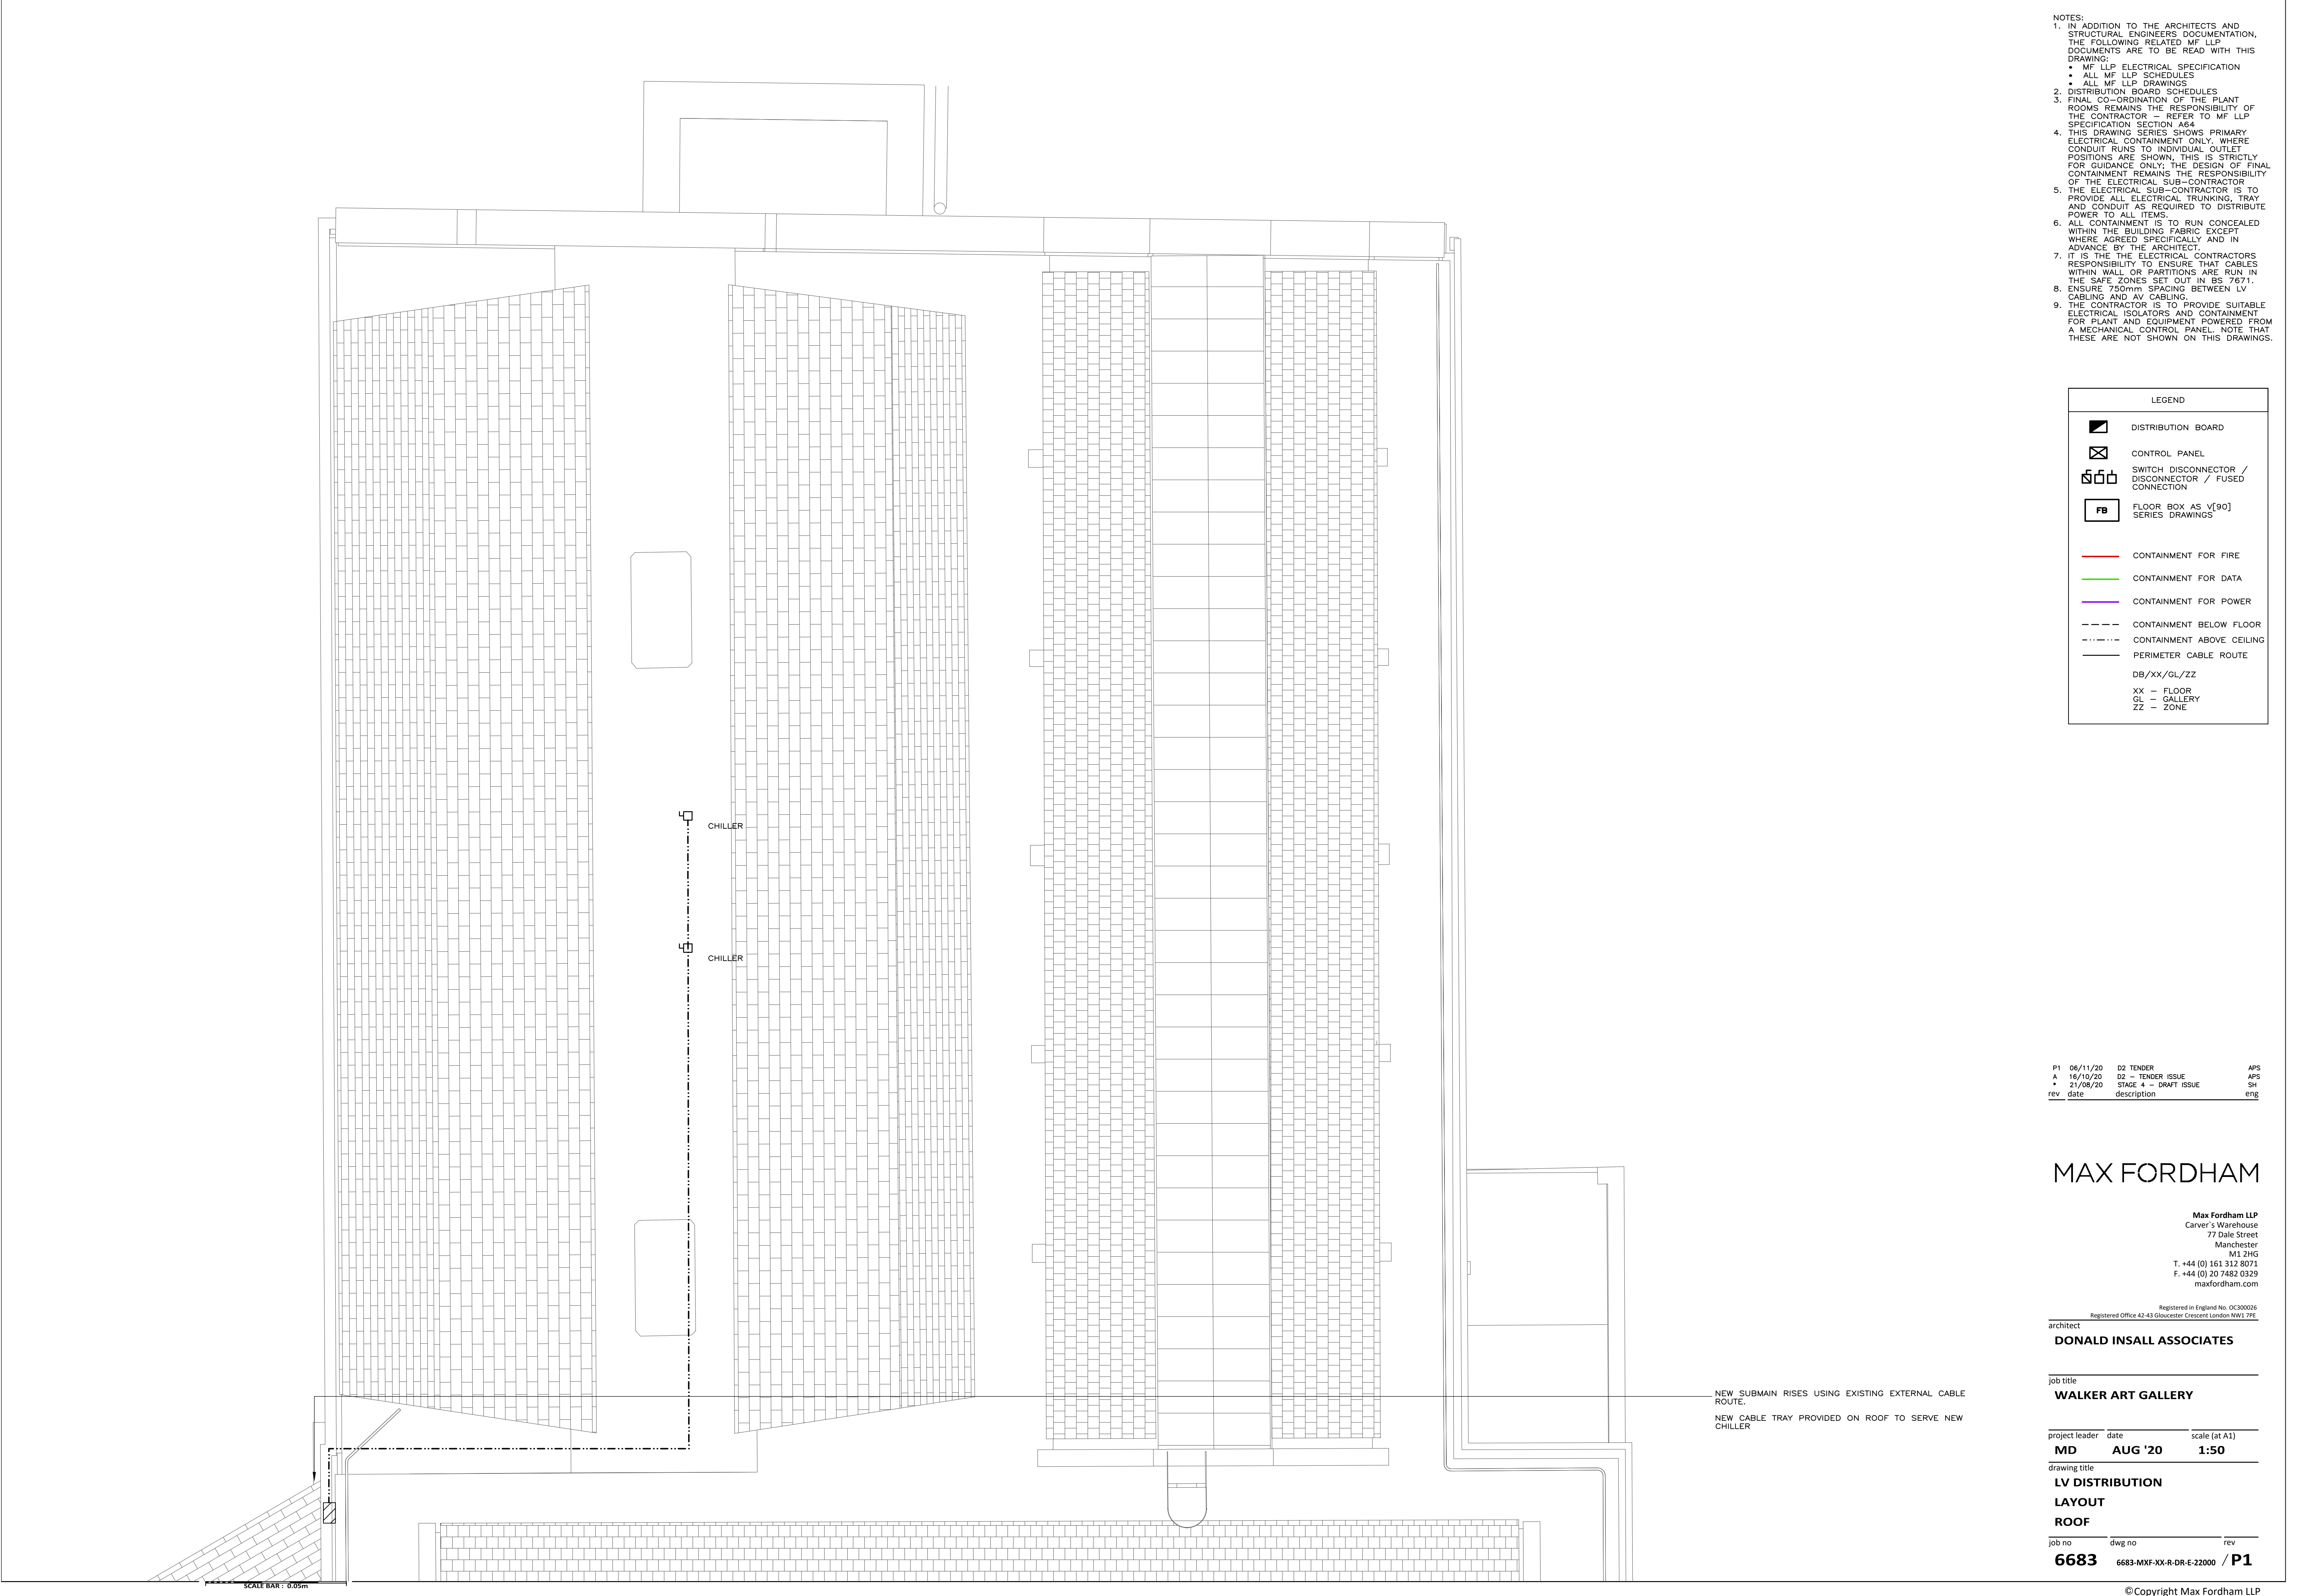 NOTES:
1. IN ADDITION TO THE ARCHITECTS AND
STRUCTURAL ENGINEERS DOCUMENTATION,
THE FOLLOWING RELATED MF LLP
DOCUMENTS ARE TO BE READ WITH THIS
DRAWING:
• MF LLP ELECTRICAL SPECIFICATION
• ALL MF LLP SCHEDULES
• ALL MF LLP DRAWINGS
2. DISTRIBUTION BOARD SCHEDULES
3. FINAL CO-ORDINATION OF THE PLANT
ROOMS REMAINS THE RESPONSIBILITY OF
THE CONTRACTOR - REFER TO MF LLP
SPECIFICATION SECTION A64
4. THIS DRAWING SERIES SHOWS PRIMARY
ELECTRICAL CONTAINMENT ONLY. WHERE
CONDUIT RUNS TO INDIVIDUAL OUTLET
POSITIONS ARE SHOWN, THIS IS STRICTLY
FOR GUIDANCE ONLY; THE DESIGN OF FINAL
CONTAINMENT REMAINS THE RESPONSIBILITY
OF THE ELECTRICAL SUB-CONTRACTOR
5. THE ELECTRICAL SUB-CONTRACTOR IS TO
PROVIDE ALL ELECTRICAL TRUNKING, TRAY
AND CONDUIT AS REQUIRED TO DISTRIBUTE
POWER TO ALL ITEMS.
6. ALL CONTAINMENT IS TO RUN CONCEALED
WITHIN THE BUILDING FABRIC EXCEPT
WHERE AGREED SPECIFICALLY AND IN
ADVANCE BY THE ARCHITECT.
7. IT IS THE THE ELECTRICAL CONTRACTORS
RESPONSIBILITY TO ENSURE THAT CABLES
WITHIN WALL OR PARTITIONS ARE RUN IN
THE SAFE ZONES SET OUT IN BS 7671.
8. ENSURE 750mm SPACING BETWEEN LV
CABLING AND AV CABLING.
9. THE CONTRACTOR IS TO PROVIDE SUITABLE
ELECTRICAL ISOLATORS AND CONTAINMENT
FOR PLANT AND EQUIPMENT POWERED FROM
A MECHANICAL CONTROL PANEL. NOTE THAT
THESE ARE NOT SHOWN ON THIS DRAWINGS.
LEGEND
DISTRIBUTION BOARD
CONTROL PANEL
SWITCH DISCONNECTOR /
DISCONNECTOR / FUSED
CONNECTION
FB
FLOOR BOX AS V[90]
SERIES DRAWINGS
CONTAINMENT FOR FIRE
CONTAINMENT FOR DATA
CONTAINMENT FOR POWER
CONTAINMENT BELOW FLOOR
CONTAINMENT ABOVE CEILING
PERIMETER CABLE ROUTE
DB/XX/GL/ZZ
XX - FLOOR
GL - GALLERY
ZZ - ZONE
CHILLER
CHILLER
NEW SUBMAIN RISES USING EXISTING EXTERNAL CABLE
ROUTE.
NEW CABLE TRAY PROVIDED ON ROOF TO SERVE NEW
CHILLER
SCALE BAR : 0.05m
P1 06/11/20 D2 TENDER APS
A 16/10/20 D2 - TENDER ISSUE APS
* 21/08/20 STAGE 4 - DRAFT ISSUE SH
rev date description eng
MAX FORDHAM
Max Fordham LLP
Carver`s Warehouse
77 Dale Street
Manchester
M1 2HG
T. +44 (0) 161 312 8071
F. +44 (0) 20 7482 0329
maxfordham.com
Registered in England No. OC300026
Registered Office 42-43 Gloucester Crescent London NW1 7PE
architect
DONALD INSALL ASSOCIATES
job title
WALKER ART GALLERY
project leader date scale (at A1)
MD AUG '20 1:50
drawing title
LV DISTRIBUTION
LAYOUT
ROOF
job no dwg no rev
6683 6683-MXF-XX-R-DR-E-22000 / P1
©Copyright Max Fordham LLP